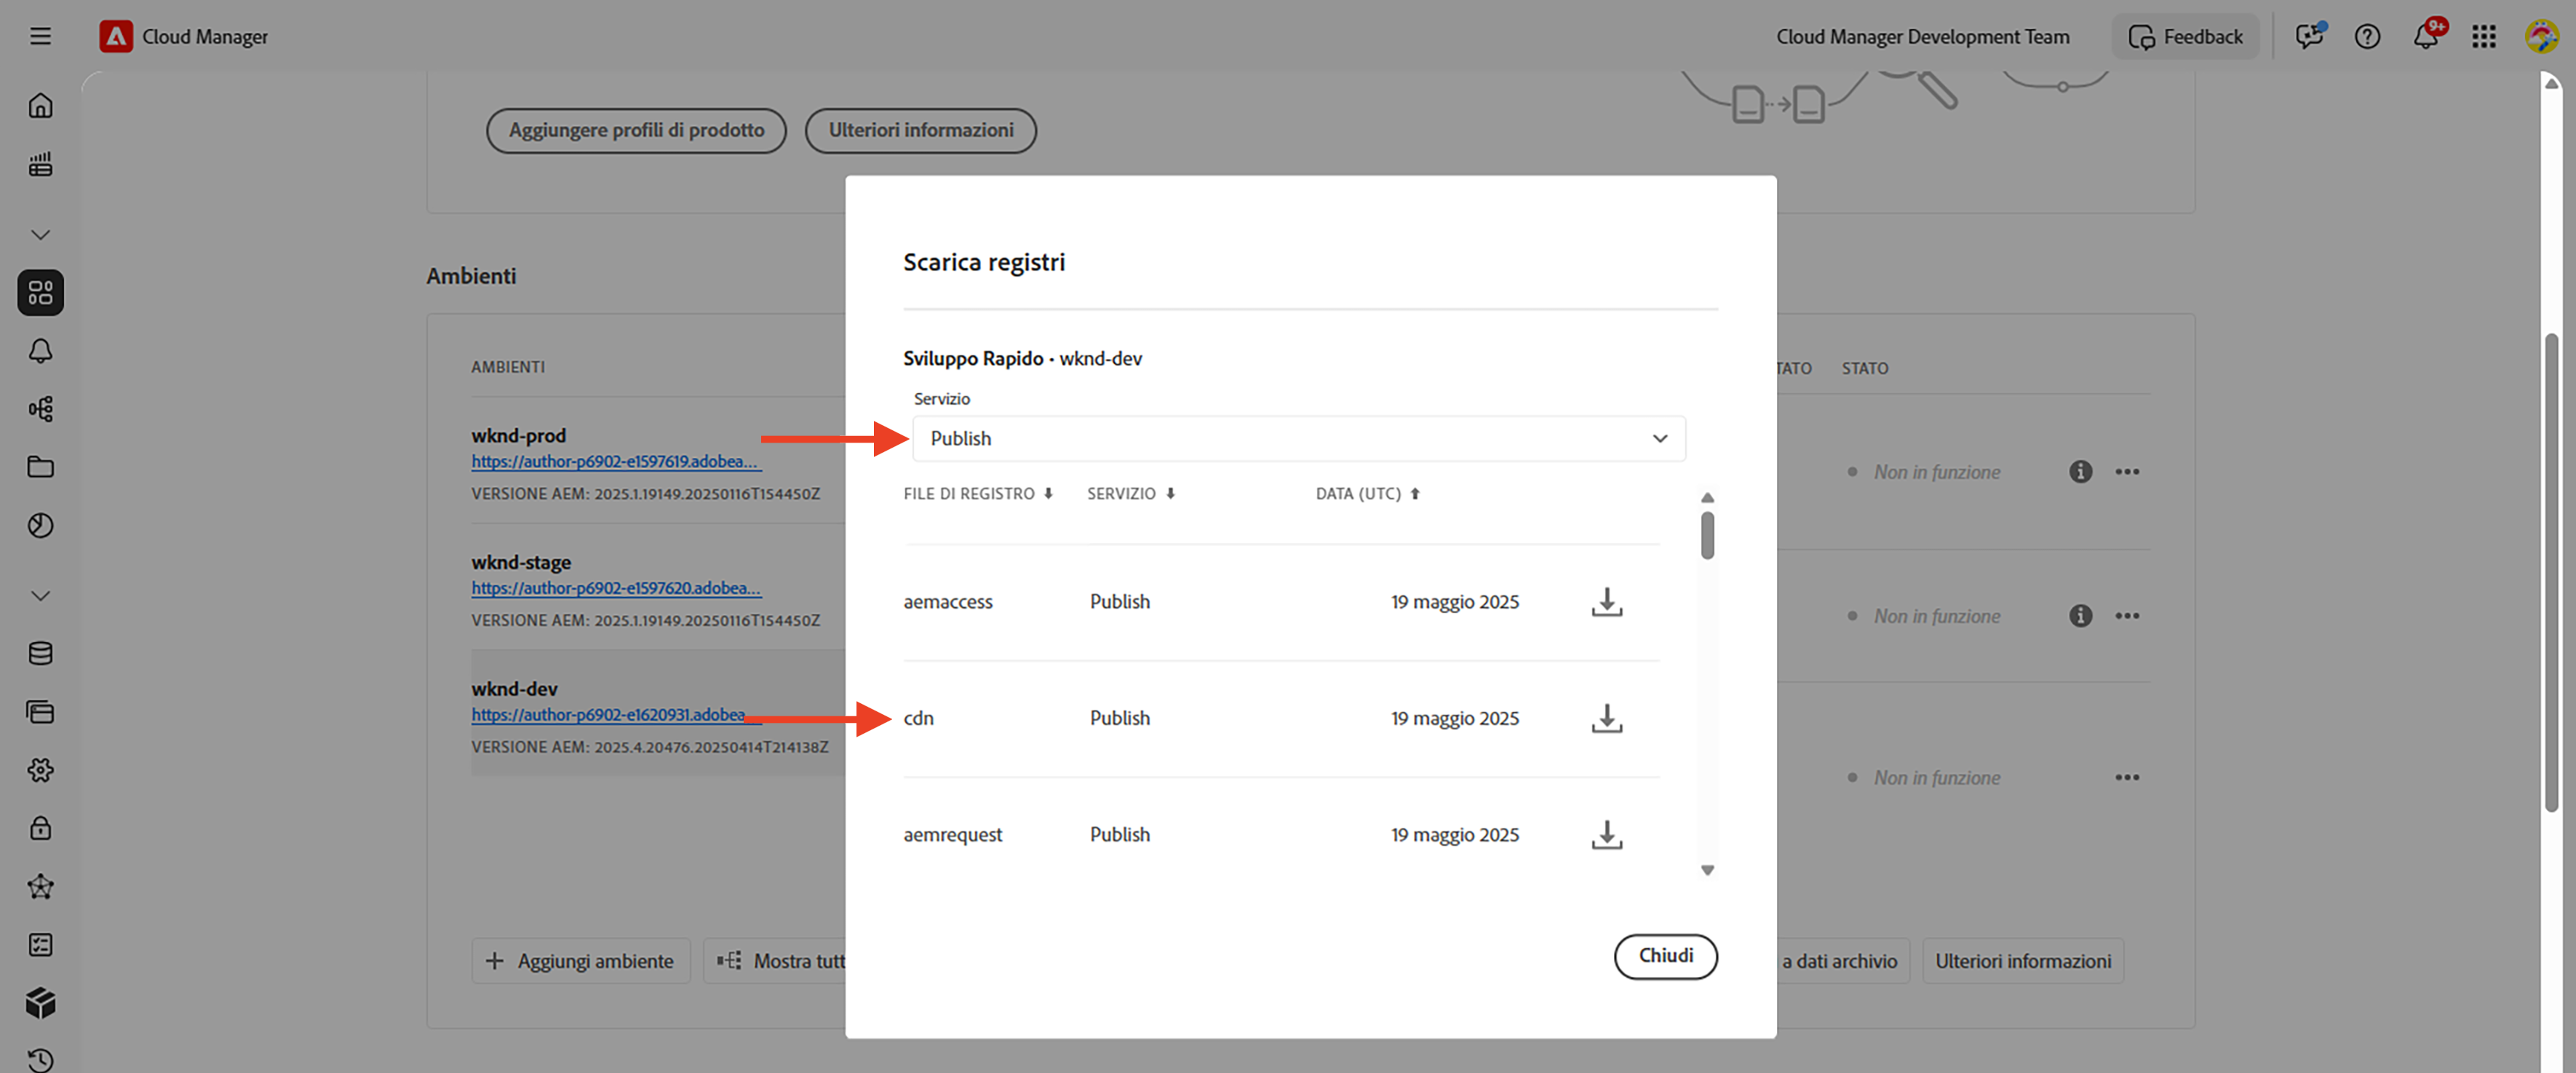 Cloud Manager
Cloud Manager Development Team
Feedback
9+
Aggiungere profili di prodotto
Ulteriori informazioni
Ambienti
AMBIENTI
wknd-prod
https://author-p6902-e1597619.adobea...
VERSIONE AEM: 2025.1.19149.20250116T154450Z
wknd-stage
https://author-p6902-e1597620.adobea...
VERSIONE AEM: 2025.1.19149.20250116T154450Z
wknd-dev
https://author-p6902-e1620931.adobea...
VERSIONE AEM: 2025.4.20476.20250414T214138Z
Aggiungi ambiente
Mostra tutt
Scarica registri
Sviluppo Rapido • wknd-dev
Servizio
Publish
FILE DI REGISTRO SERVIZIO DATA (UTC)
aemaccess Publish 19 maggio 2025
cdn Publish 19 maggio 2025
aemrequest Publish 19 maggio 2025
Chiudi
TATO STATO
Non in funzione
Non in funzione
Non in funzione
a dati archivio
Ulteriori informazioni